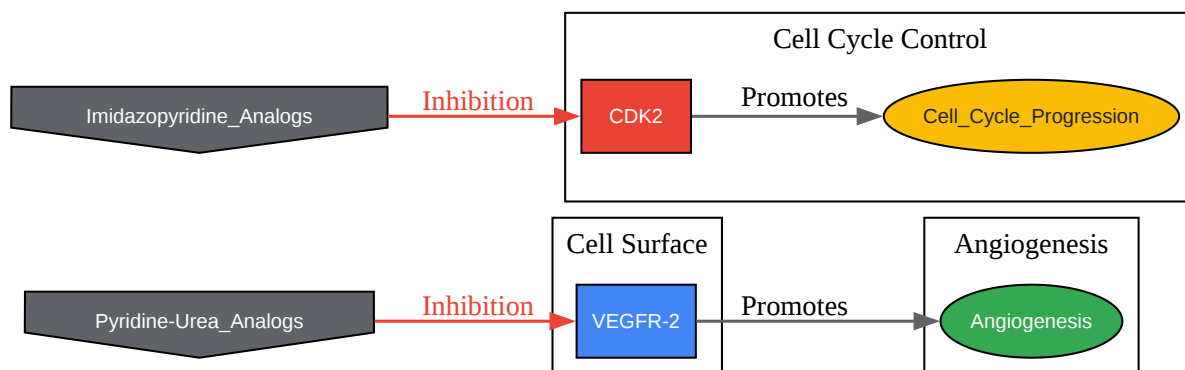 Cell Cycle Control
Imidazopyridine_Analogs
Inhibition
CDK2
Promotes
Cell_Cycle_Progression
Cell Surface
Angiogenesis
Pyridine-Urea_Analogs
Inhibition
VEGFR-2
Promotes
Angiogenesis